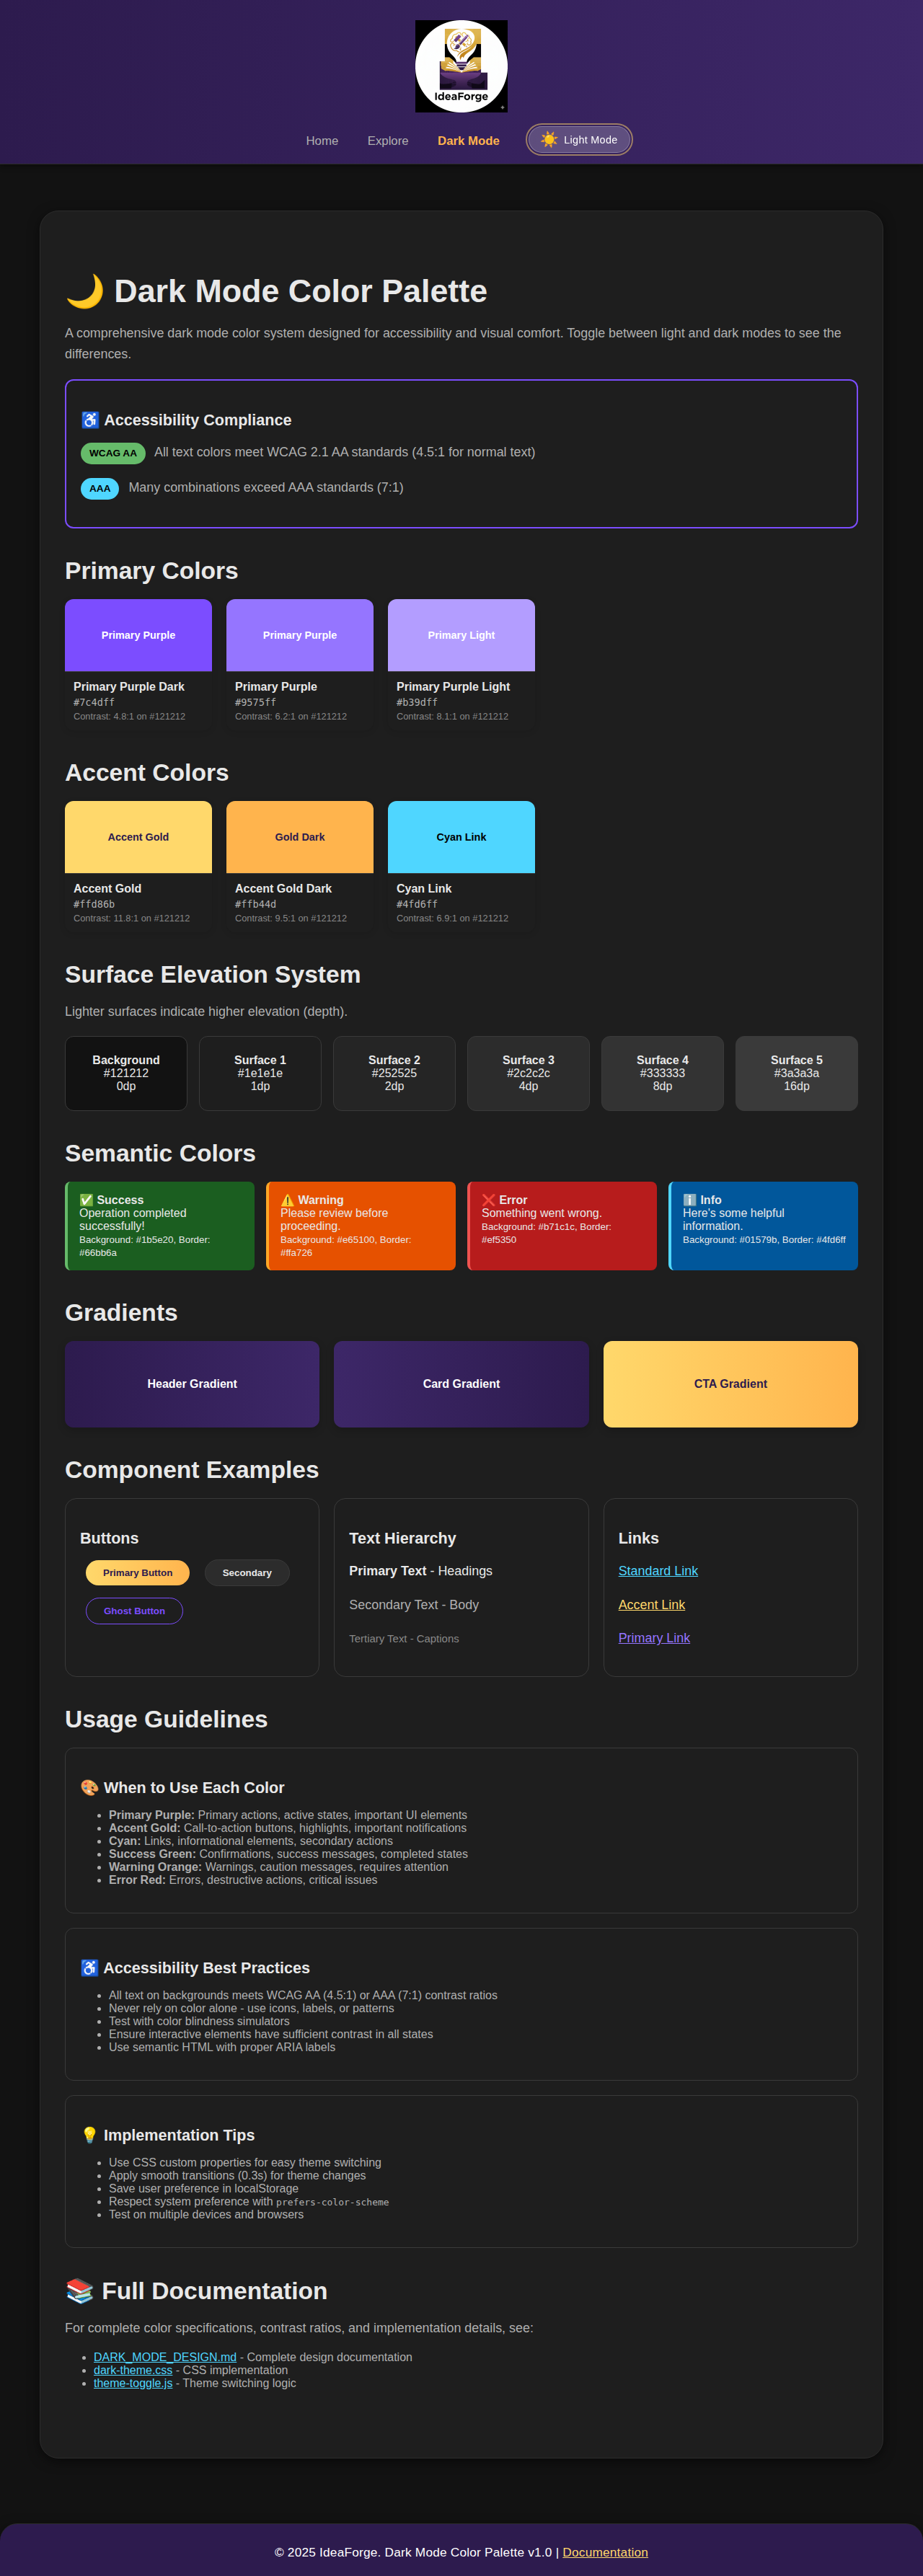 IdeaForge
Home Explore Dark Mode ☀️ Light Mode
🌙 Dark Mode Color Palette
A comprehensive dark mode color system designed for accessibility and visual comfort. Toggle between light and dark modes to see the
differences.
♿ Accessibility Compliance
WCAG AA All text colors meet WCAG 2.1 AA standards (4.5:1 for normal text)
AAA Many combinations exceed AAA standards (7:1)
Primary Colors
Primary Purple
Primary Purple Dark
#7c4dff
Contrast: 4.8:1 on #121212
Primary Purple
Primary Purple
#9575ff
Contrast: 6.2:1 on #121212
Primary Light
Primary Purple Light
#b39dff
Contrast: 8.1:1 on #121212
Accent Colors
Accent Gold
Accent Gold
#ffd86b
Contrast: 11.8:1 on #121212
Gold Dark
Accent Gold Dark
#ffb44d
Contrast: 9.5:1 on #121212
Cyan Link
Cyan Link
#4fd6ff
Contrast: 6.9:1 on #121212
Surface Elevation System
Lighter surfaces indicate higher elevation (depth).
Background
#121212
0dp
Surface 1
#1e1e1e
1dp
Surface 2
#252525
2dp
Surface 3
#2c2c2c
4dp
Surface 4
#333333
8dp
Surface 5
#3a3a3a
16dp
Semantic Colors
✅ Success
Operation completed
successfully!
Background: #1b5e20, Border:
#66bb6a
⚠️ Warning
Please review before
proceeding.
Background: #e65100, Border:
#ffa726
❌ Error
Something went wrong.
Background: #b71c1c, Border:
#ef5350
ℹ️ Info
Here's some helpful
information.
Background: #01579b, Border: #4fd6ff
Gradients
Header Gradient
Card Gradient
CTA Gradient
Component Examples
Buttons
Primary Button
Secondary
Ghost Button
Text Hierarchy
Primary Text - Headings
Secondary Text - Body
Tertiary Text - Captions
Links
Standard Link
Accent Link
Primary Link
Usage Guidelines
🎨 When to Use Each Color
• Primary Purple: Primary actions, active states, important UI elements
• Accent Gold: Call-to-action buttons, highlights, important notifications
• Cyan: Links, informational elements, secondary actions
• Success Green: Confirmations, success messages, completed states
• Warning Orange: Warnings, caution messages, requires attention
• Error Red: Errors, destructive actions, critical issues
♿ Accessibility Best Practices
• All text on backgrounds meets WCAG AA (4.5:1) or AAA (7:1) contrast ratios
• Never rely on color alone - use icons, labels, or patterns
• Test with color blindness simulators
• Ensure interactive elements have sufficient contrast in all states
• Use semantic HTML with proper ARIA labels
💡 Implementation Tips
• Use CSS custom properties for easy theme switching
• Apply smooth transitions (0.3s) for theme changes
• Save user preference in localStorage
• Respect system preference with prefers-color-scheme
• Test on multiple devices and browsers
📚 Full Documentation
For complete color specifications, contrast ratios, and implementation details, see:
• DARK_MODE_DESIGN.md - Complete design documentation
• dark-theme.css - CSS implementation
• theme-toggle.js - Theme switching logic
© 2025 IdeaForge. Dark Mode Color Palette v1.0 | Documentation